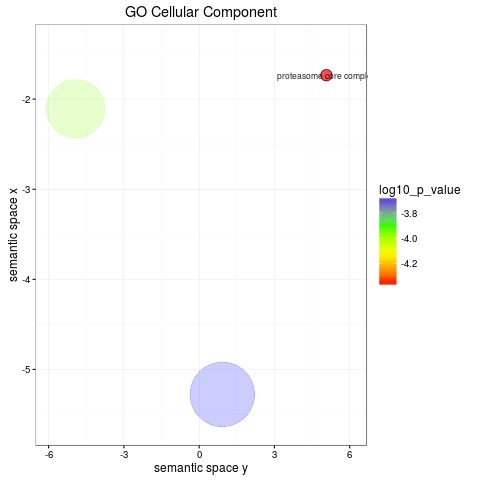 GO Cellular Component
proteasome core compl
-2
-3
-4
-5
semantic space x
-6
-3
0
3
6
semantic space y
log10_p_value
-3.8
-4.0
-4.2